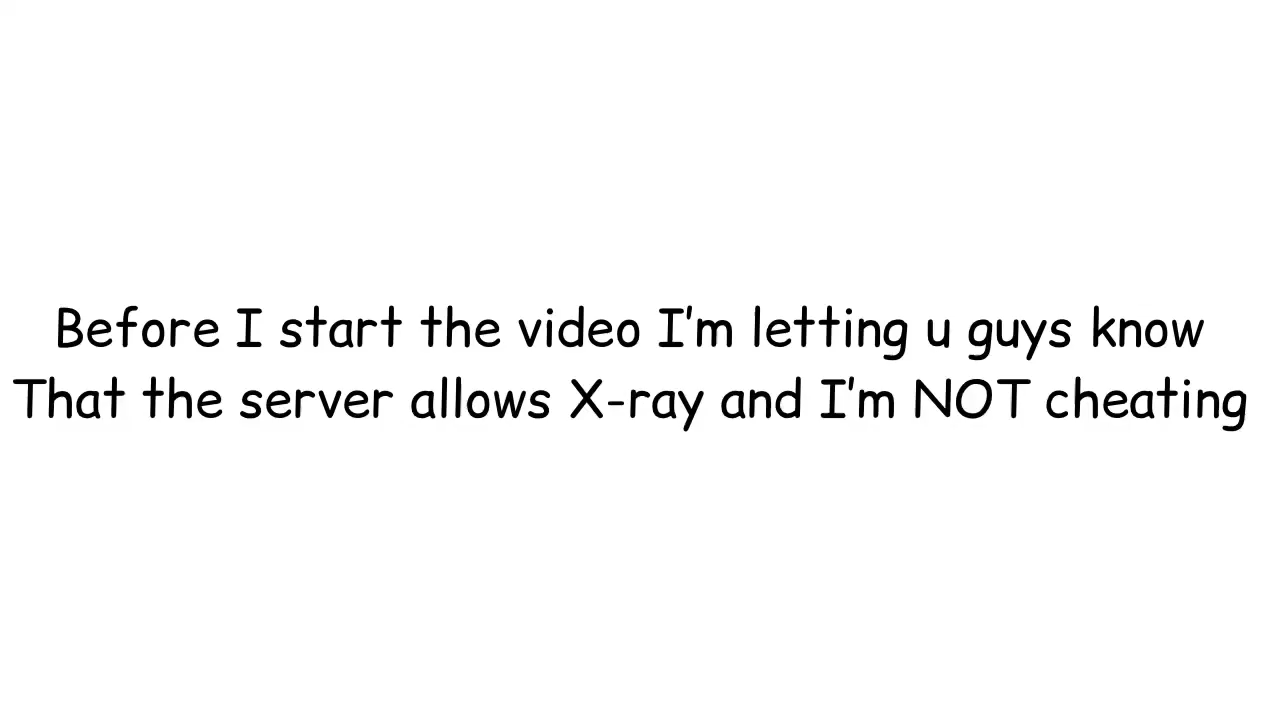 Before I start the video I'm letting u guys know
That the server allows X-ray and I'm NOT cheating